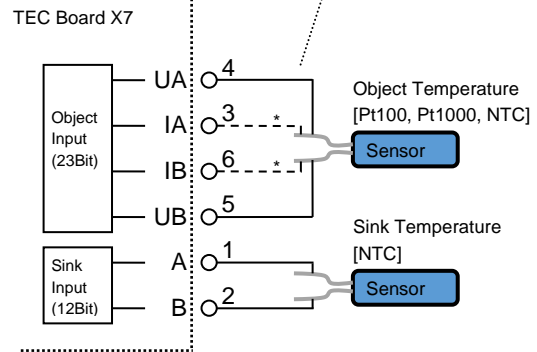 TEC Board X7
UA 4
Object Temperature
[Pt100, Pt1000, NTC]
Object
Input
(23Bit)
IA 3 *
Sensor
IB 6 *
UB 5
Sink Temperature
[NTC]
Sink
Input
(12Bit)
A 1
Sensor
B 2